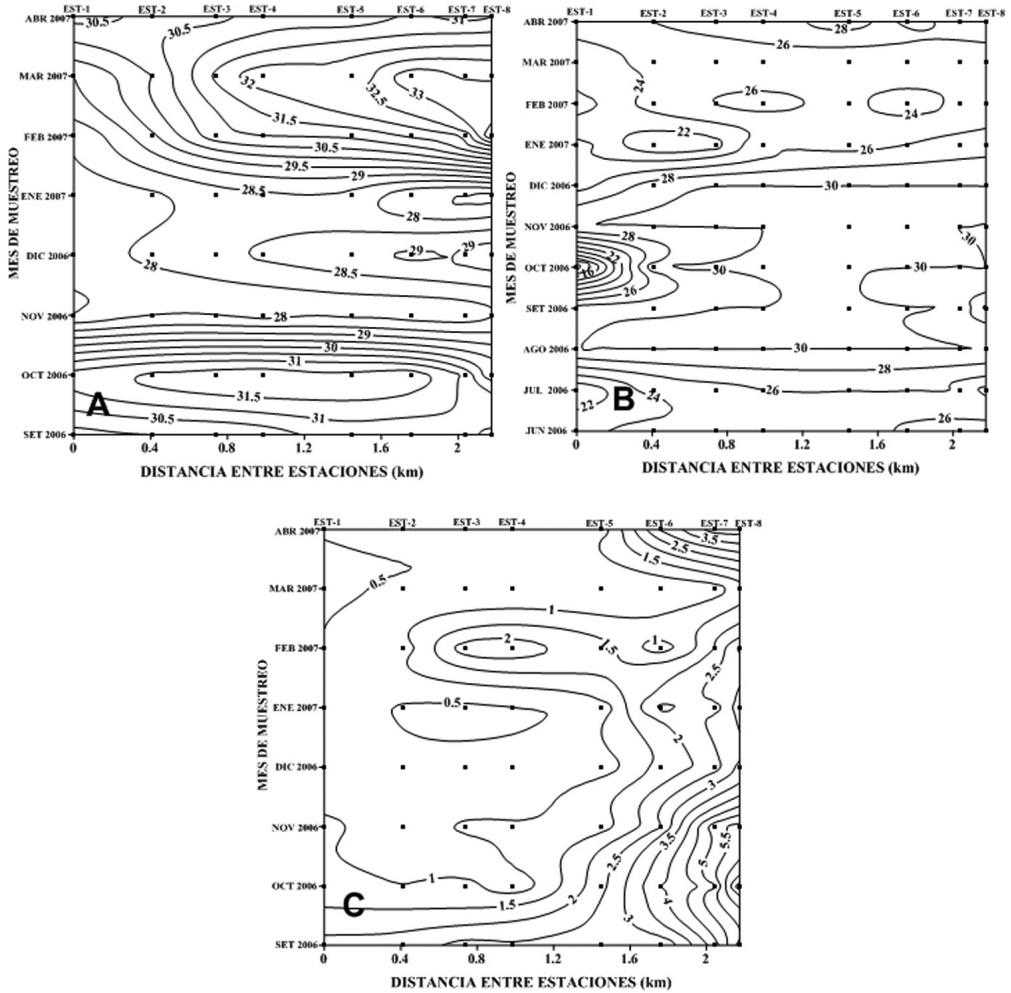 EST-1 EST-2 EST-3 EST-4 EST-5 EST-6 EST-7 EST-8
ABR 2007
MAR 2007
FEB 2007
ENE 2007
DIC 2006
NOV 2006
OCT 2006
SET 2006
MES DE MUESTREO
30.5
30.5
31
32
32.5
33
31.5
30.5
29.5
29
28.5
28
29
29
28
28.5
28
29
30
31
31.5
31
30.5
A
0 0.4 0.8 1.2 1.6 2
DISTANCIA ENTRE ESTACIONES (km)
EST-1 EST-2 EST-3 EST-4 EST-5 EST-6 EST-7 EST-8
ABR 2007
MAR 2007
FEB 2007
ENE 2007
DIC 2006
NOV 2006
OCT 2006
SET 2006
AGO 2006
JUL 2006
JUN 2006
MES DE MUESTREO
28
26
24
26
24
22
26
28
30
28
30
22
16
30
30
26
30
28
26
24
22
26
B
0 0.4 0.8 1.2 1.6 2
DISTANCIA ENTRE ESTACIONES (km)
EST-1 EST-2 EST-3 EST-4 EST-5 EST-6 EST-7 EST-8
ABR 2007
MAR 2007
FEB 2007
ENE 2007
DIC 2006
NOV 2006
OCT 2006
SET 2006
MES DE MUESTREO
3.5
2.5
1.5
0.5
1
2
1.5
1
2.5
0.5
2
3
3.5
5.5
5
2.5
4
1
1.5
2
3
C
0 0.4 0.8 1.2 1.6 2
DISTANCIA ENTRE ESTACIONES (km)